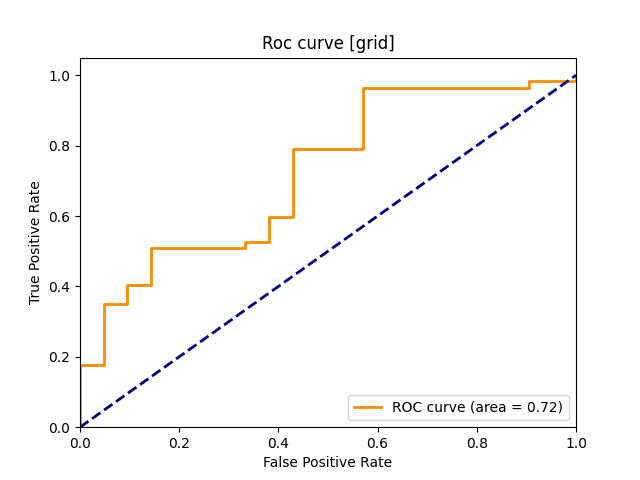 Roc curve [grid]
True Positive Rate
1.0
0.8
0.6
0.4
0.2
0.0
0.0 0.2 0.4 0.6 0.8 1.0
False Positive Rate
ROC curve (area = 0.72)